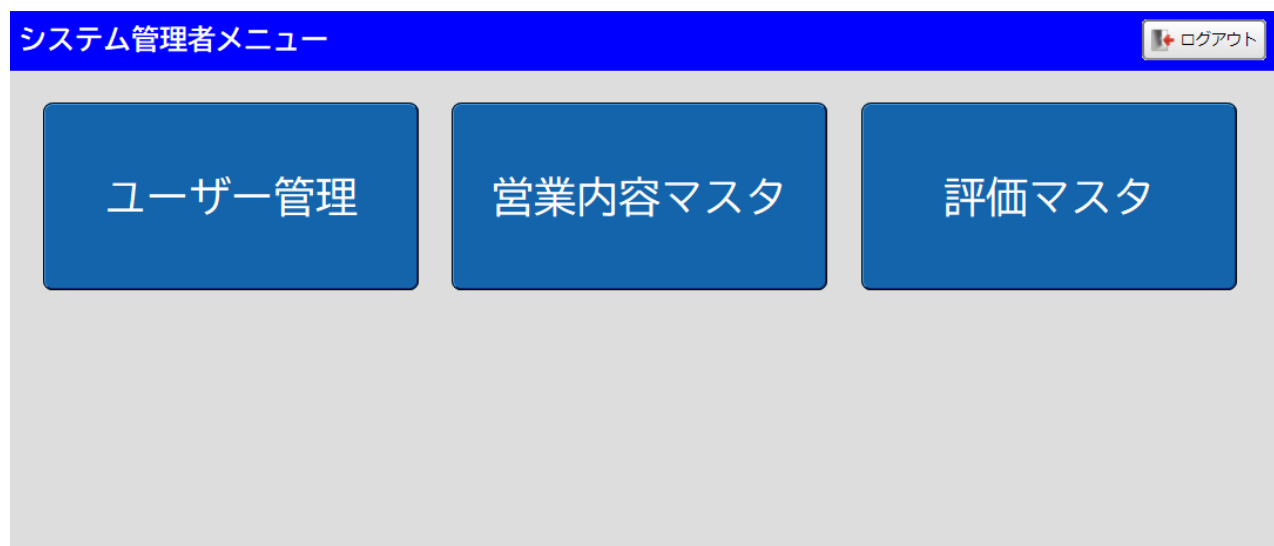 システム管理者メニュー
ログアウト
ユーザー管理
営業内容マスタ
評価マスタ